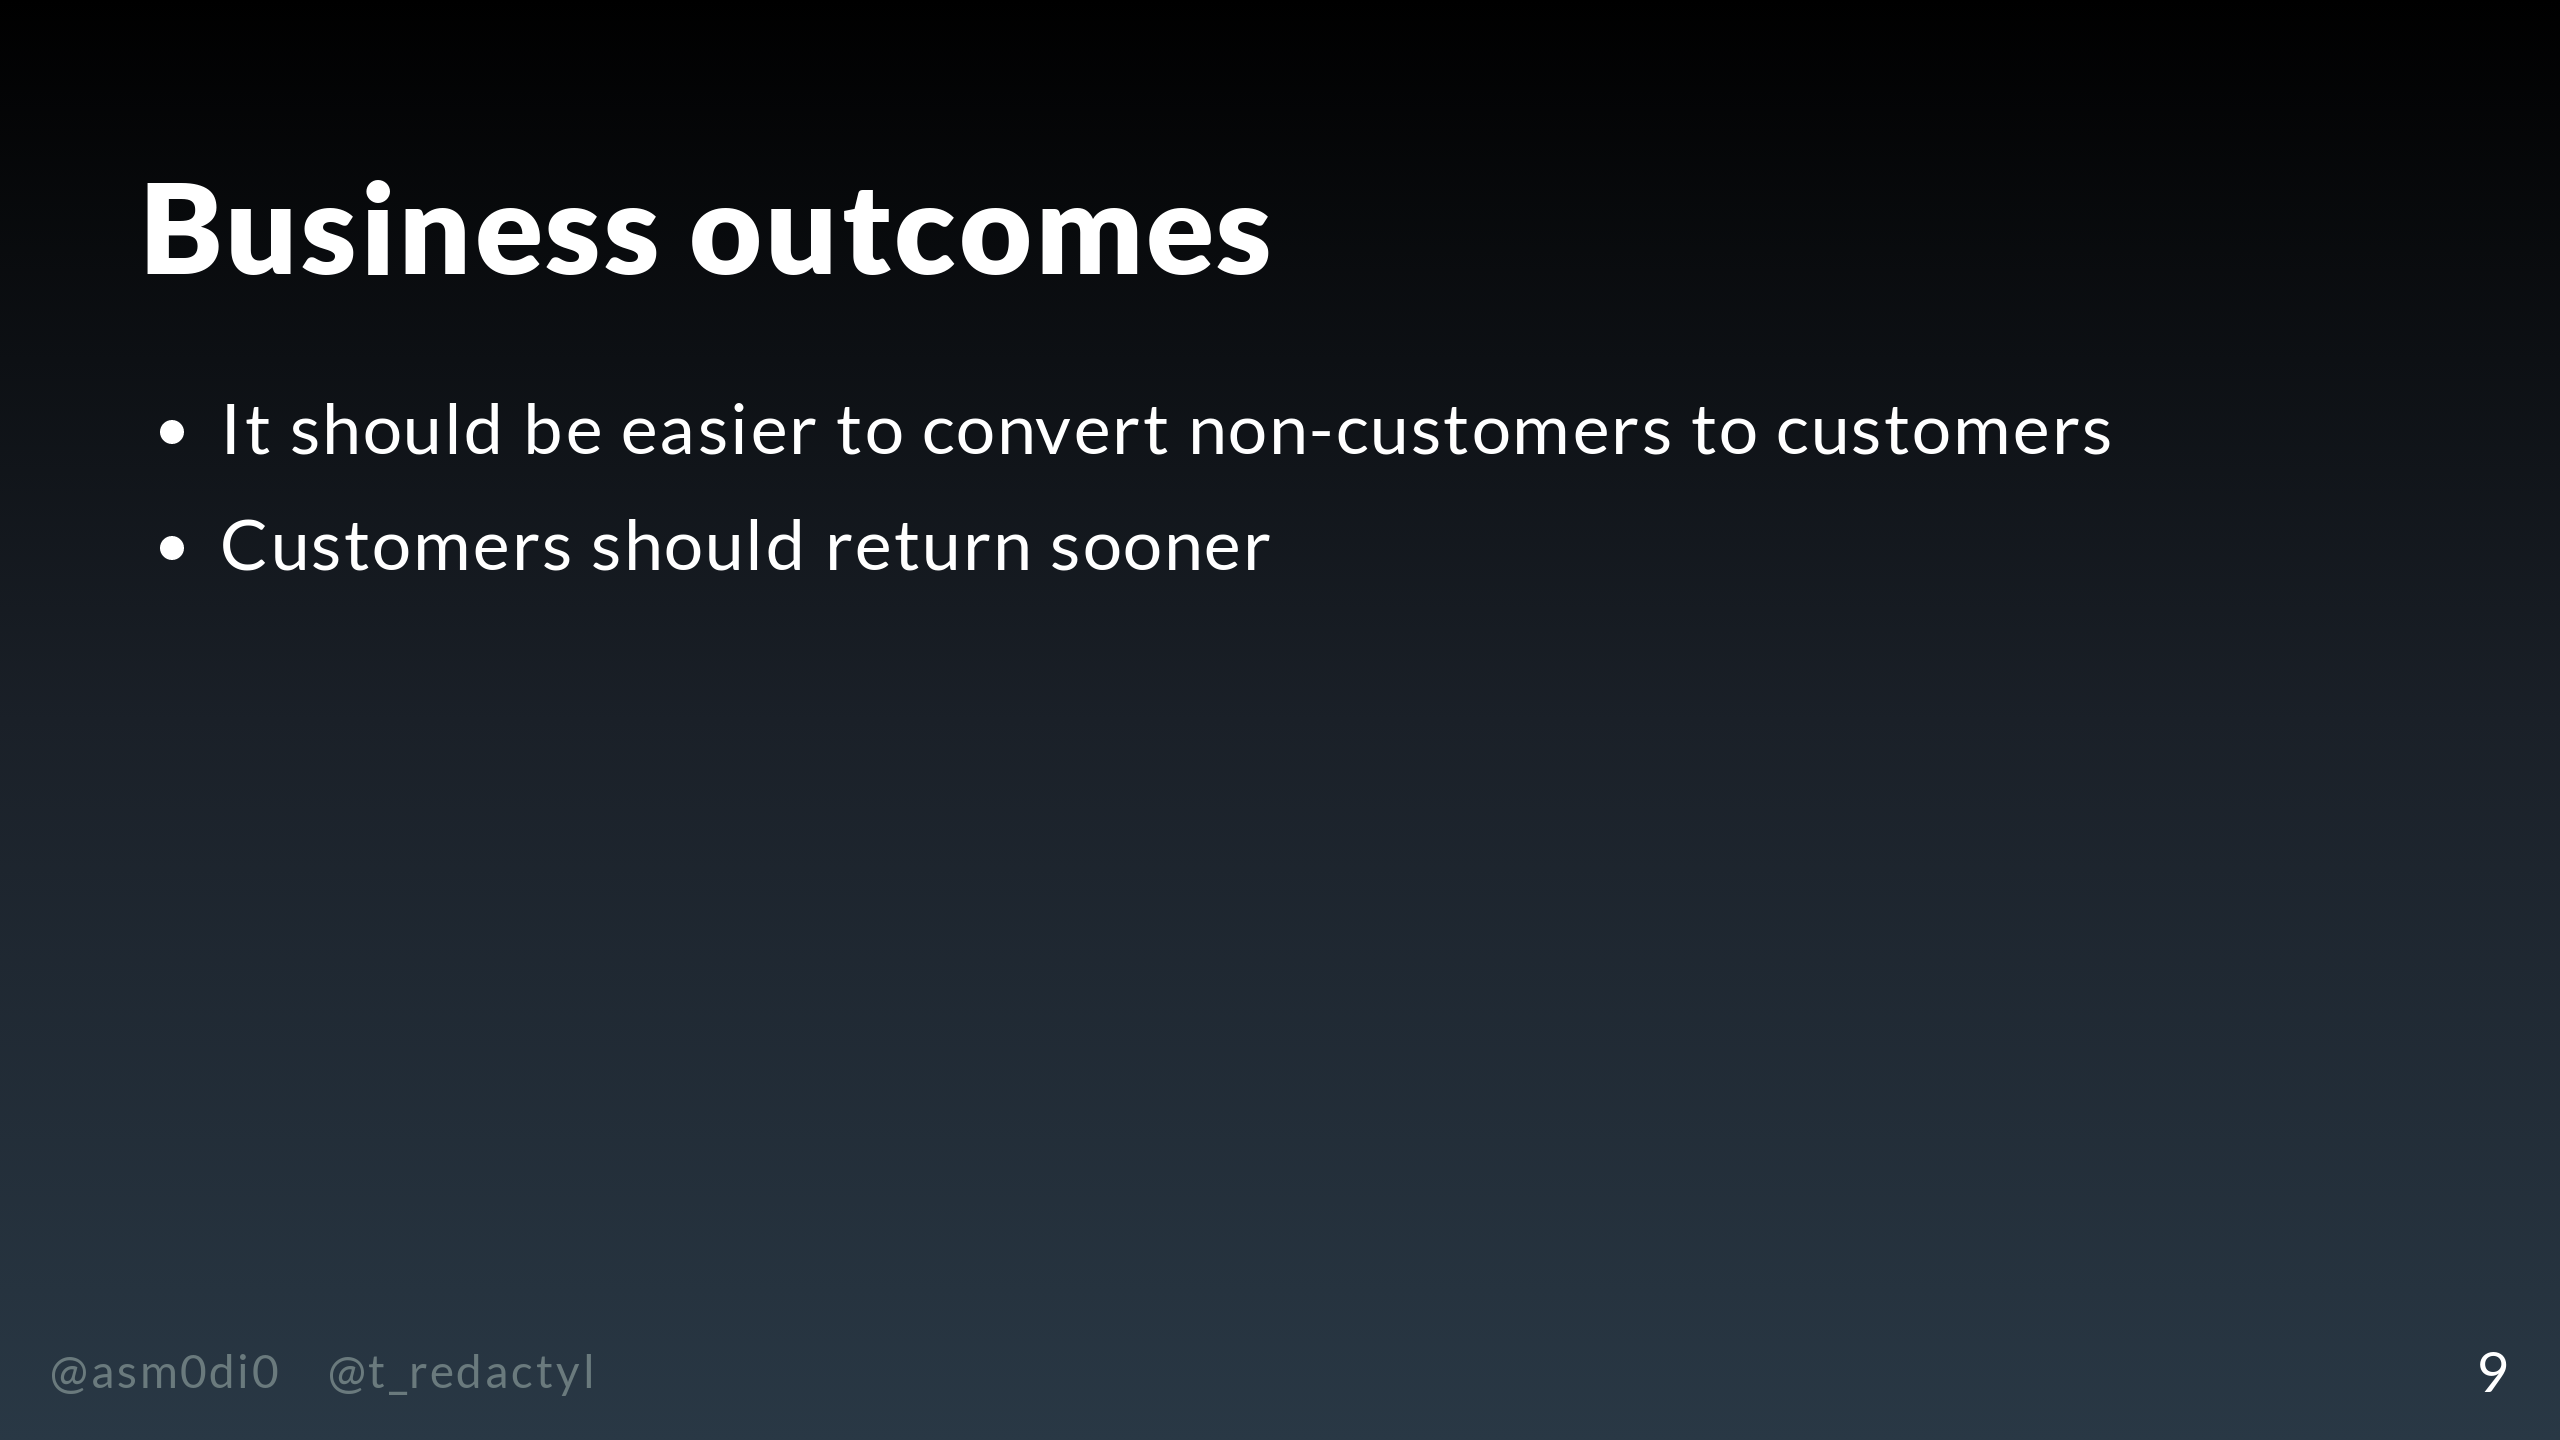 Business outcomes
• It should be easier to convert non-customers to customers
• Customers should return sooner
@asm0di0 @t_redactyl
9